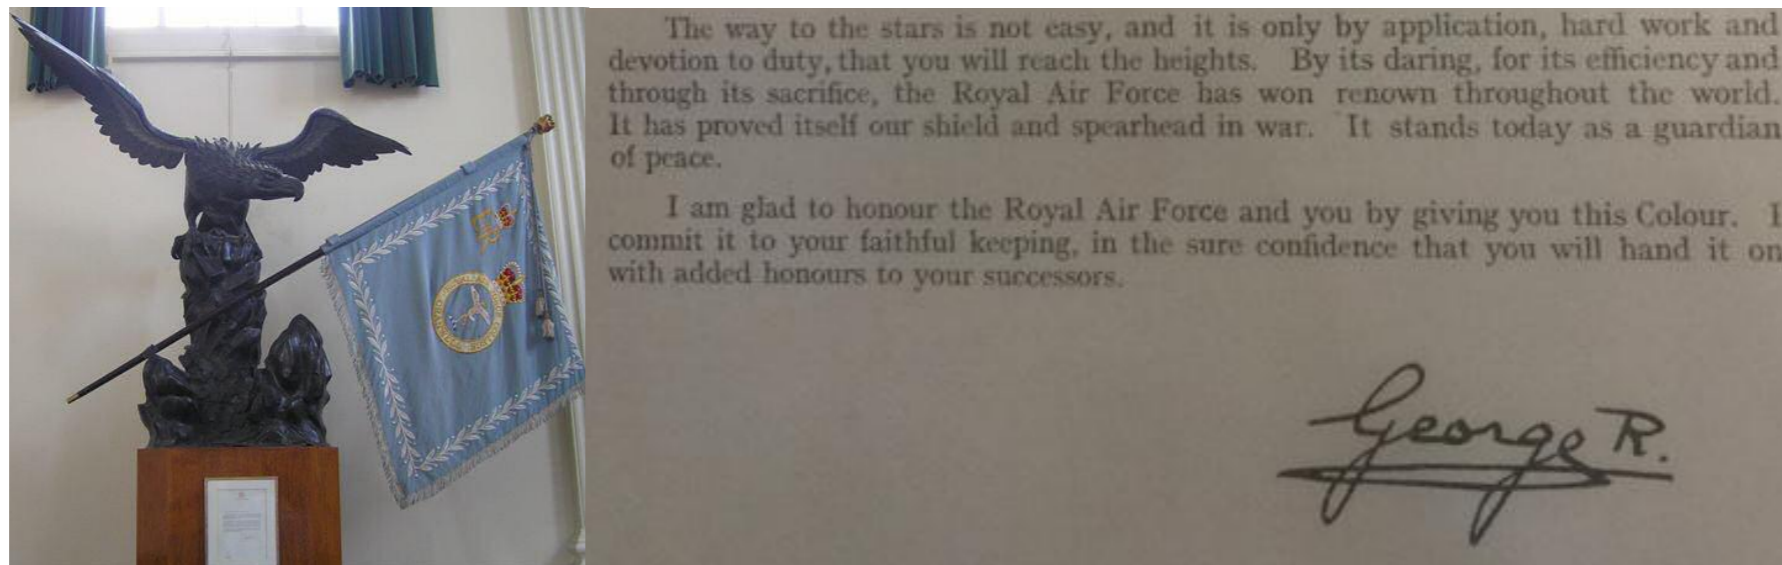 The way to the stars is not easy, and it is only by application, hard work and
devotion to duty, that you will reach the heights. By its daring, for its efficiency and
through its sacrifice, the Royal Air Force has won renown throughout the world.
It has proved itself our shield and spearhead in war. It stands today as a guardian
of peace.
I am glad to honour the Royal Air Force and you by giving you this Colour. I
commit it to your faithful keeping, in the sure confidence that you will hand it on
with added honours to your successors.
George R.